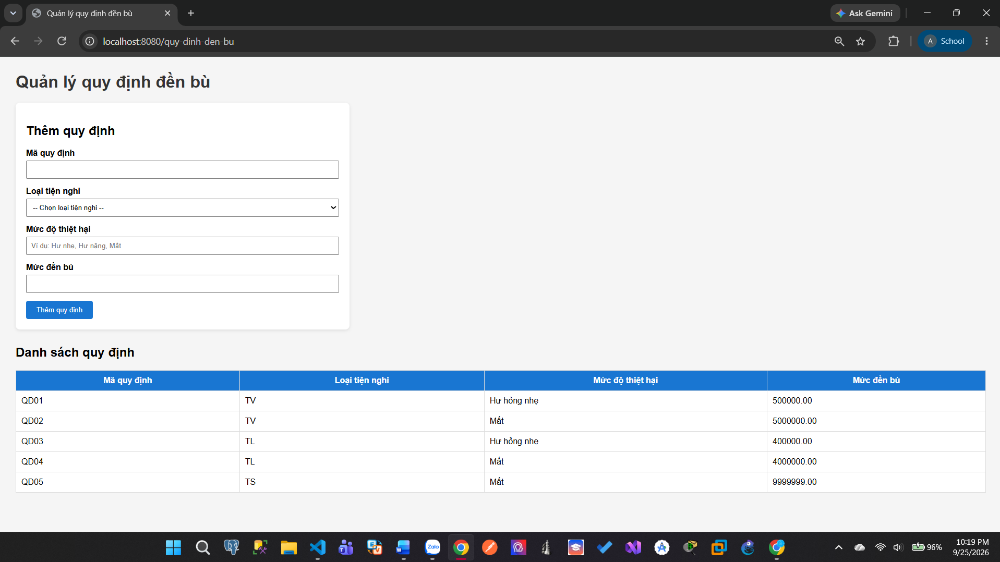 Quản lý quy định đền bù
Ask Gemini
localhost:8080/quy-dinh-den-bu
A School
Quản lý quy định đền bù
Thêm quy định
Mã quy định
Loại tiện nghi
-- Chọn loại tiện nghi --
Mức độ thiệt hại
Ví dụ: Hư nhẹ, Hư nặng, Mất
Mức đền bù
Thêm quy định
Danh sách quy định
Mã quy định Loại tiện nghi Mức độ thiệt hại Mức đền bù
QD01 TV Hư hỏng nhẹ 500000.00
QD02 TV Mất 5000000.00
QD03 TL Hư hỏng nhẹ 400000.00
QD04 TL Mất 4000000.00
QD05 TS Mất 9999999.00
Zalo
96%
10:19 PM
9/25/2026